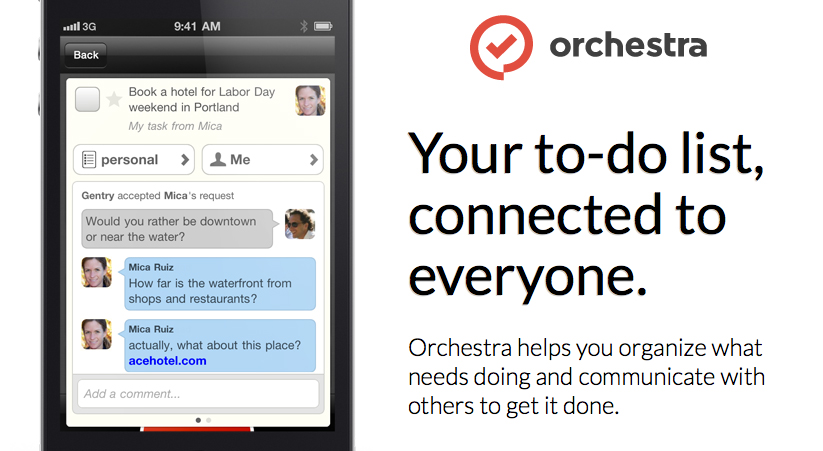 3G 9:41 AM
Back
Book a hotel for Labor Day
weekend in Portland
My task from Mica
personal
Me
Gentry accepted Mica's request
Would you rather be downtown
or near the water?
Mica Ruiz
How far is the waterfront from
shops and restaurants?
Mica Ruiz
actually, what about this place?
acehotel.com
Add a comment...
orchestra
Your to-do list,
connected to
everyone.
Orchestra helps you organize what
needs doing and communicate with
others to get it done.